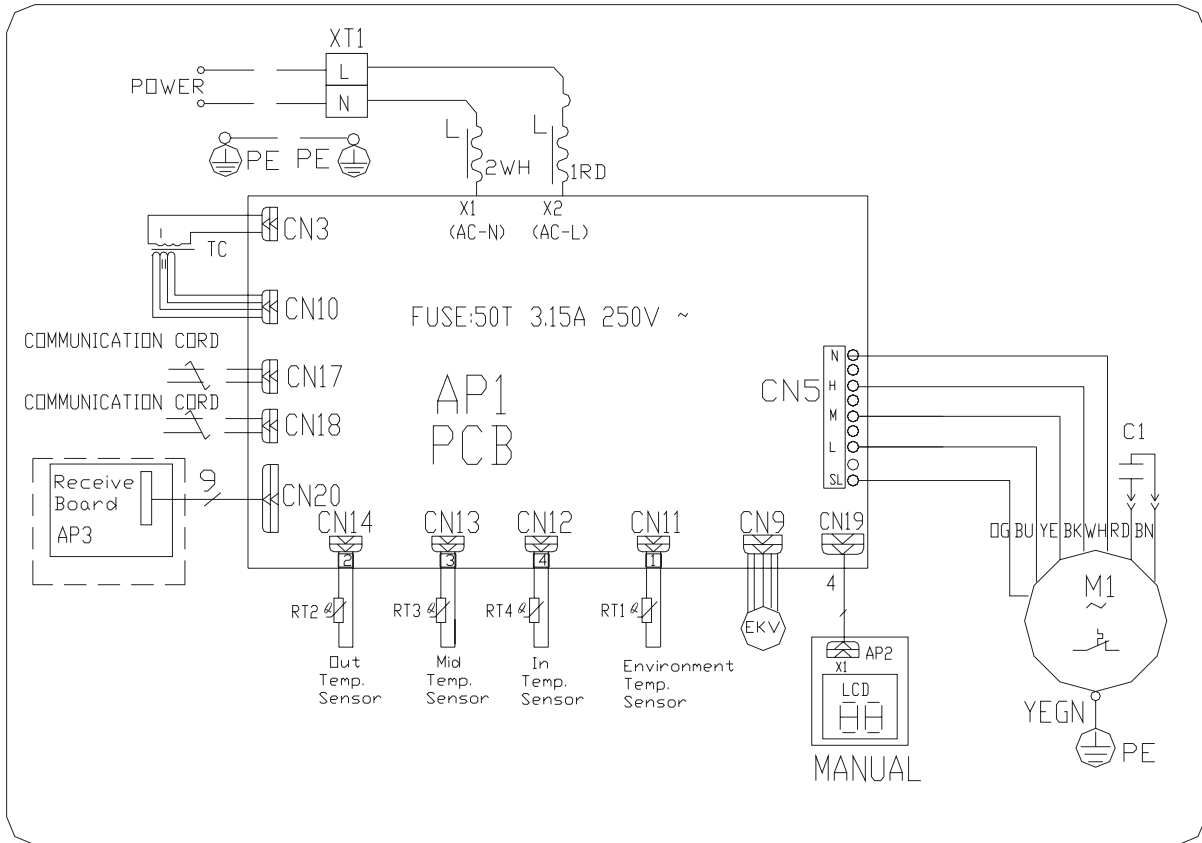 XT1
POWER
L
N
PE PE
L
2WH
L
1RD
X1
(AC-N)
X2
(AC-L)
CN3
I
II
TC
CN10
FUSE:50T 3.15A 250V ~
COMMUNICATION CORD
CN17
COMMUNICATION CORD
CN18
AP1
PCB
CN5
N
H
M
L
SL
C1
Receive
Board
AP3
9
CN20
CN14
CN13
CN12
CN11
CN9
CN19
2
3
4
1
4
OG BU YE BK WH RD BN
M1
~
RT2
RT3
RT4
RT1
EKV
Out
Temp.
Sensor
Mid
Temp.
Sensor
In
Temp.
Sensor
Environment
Temp.
Sensor
AP2
X1
LCD
88
MANUAL
YEGN
PE